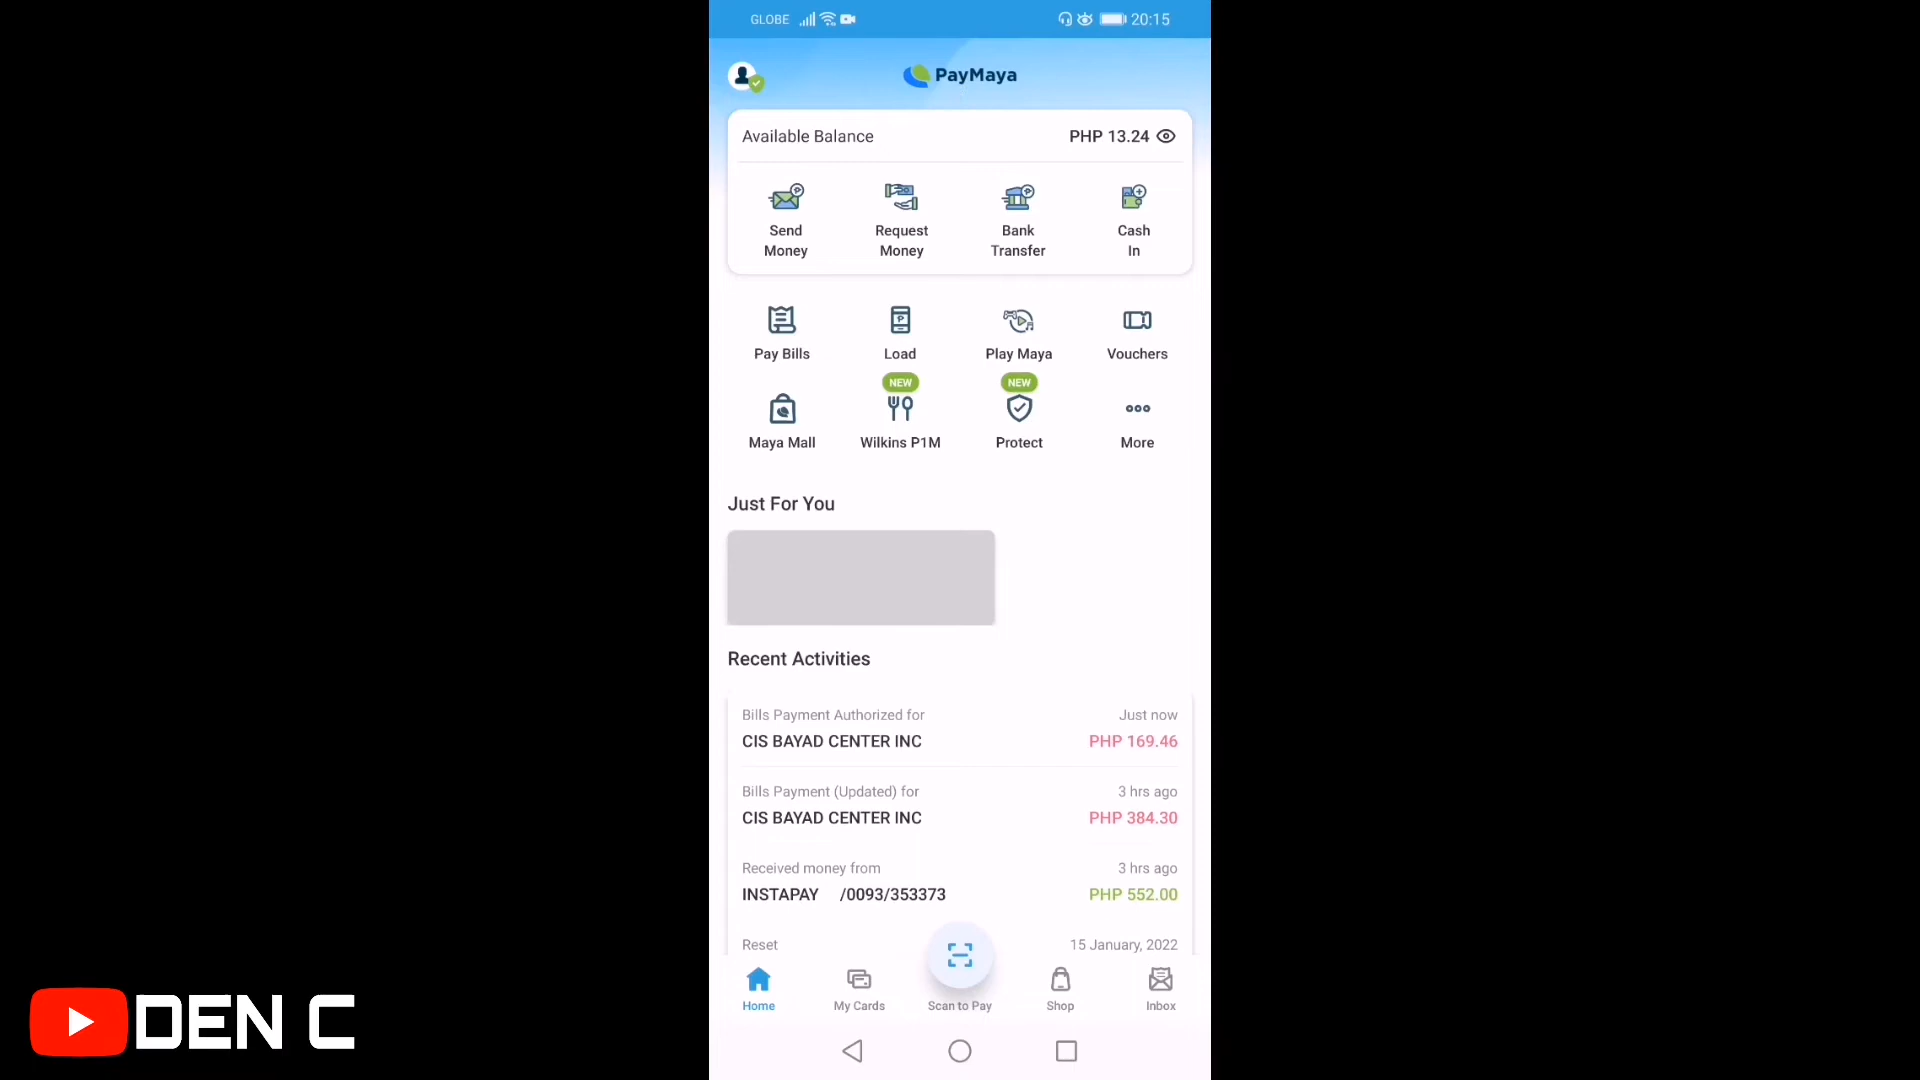 GLOBE 20:15
PayMaya
Available Balance PHP 13.24
Send Money
Request Money
Bank Transfer
Cash In
Pay Bills
Load
Play Maya
Vouchers
Maya Mall
NEW
Wilkins P1M
NEW
Protect
More
Just For You
Recent Activities
Bills Payment Authorized for Just now
CIS BAYAD CENTER INC PHP 169.46
Bills Payment (Updated) for 3 hrs ago
CIS BAYAD CENTER INC PHP 384.30
Received money from 3 hrs ago
INSTAPAY /0093/353373 PHP 552.00
Reset 15 January, 2022
Home My Cards Scan to Pay Shop Inbox
DEN C